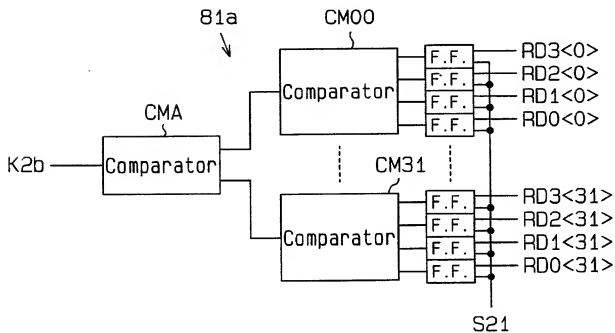 81a
CM00
F.F. RD3<0>
F.F. RD2<0>
Comparator F.F. RD1<0>
F.F. RD0<0>
CMA
K2b Comparator
CM31
F.F. RD3<31>
F.F. RD2<31>
Comparator F.F. RD1<31>
F.F. RD0<31>
S21